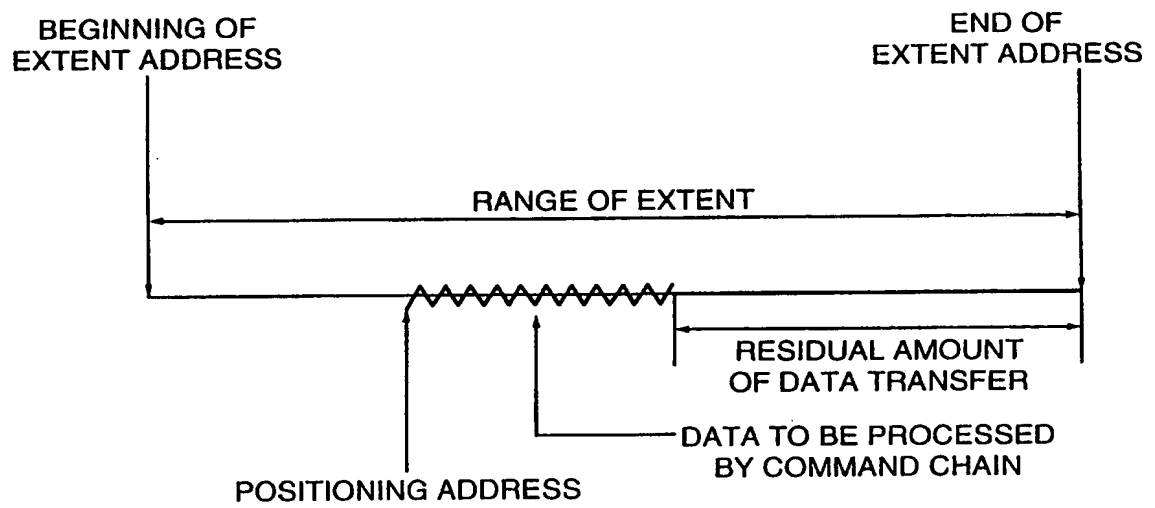 BEGINNING OF
EXTENT ADDRESS
END OF
EXTENT ADDRESS
RANGE OF EXTENT
RESIDUAL AMOUNT
OF DATA TRANSFER
DATA TO BE PROCESSED
BY COMMAND CHAIN
POSITIONING ADDRESS